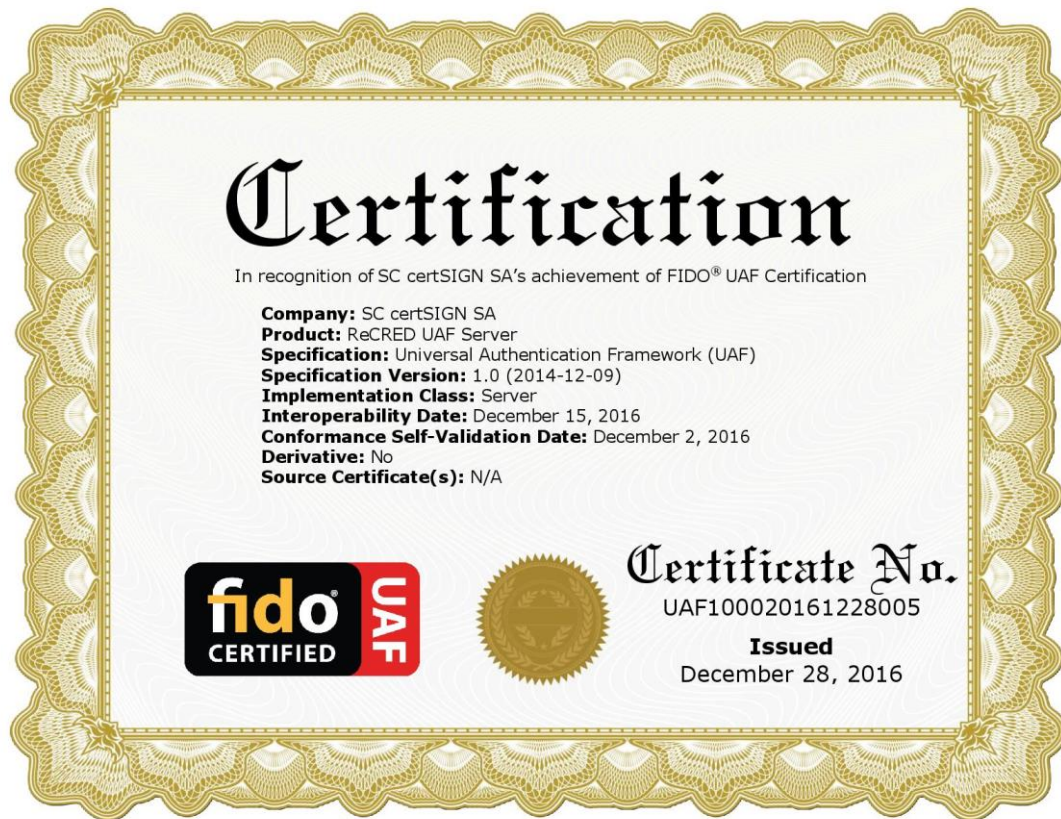 Certification
In recognition of SC certSIGN SA's achievement of FIDO® UAF Certification
Company: SC certSIGN SA
Product: ReCRED UAF Server
Specification: Universal Authentication Framework (UAF)
Specification Version: 1.0 (2014-12-09)
Implementation Class: Server
Interoperability Date: December 15, 2016
Conformance Self-Validation Date: December 2, 2016
Derivative: No
Source Certificate(s): N/A
fido®
CERTIFIED
UAF
Certificate No.
UAF100020161228005
Issued
December 28, 2016